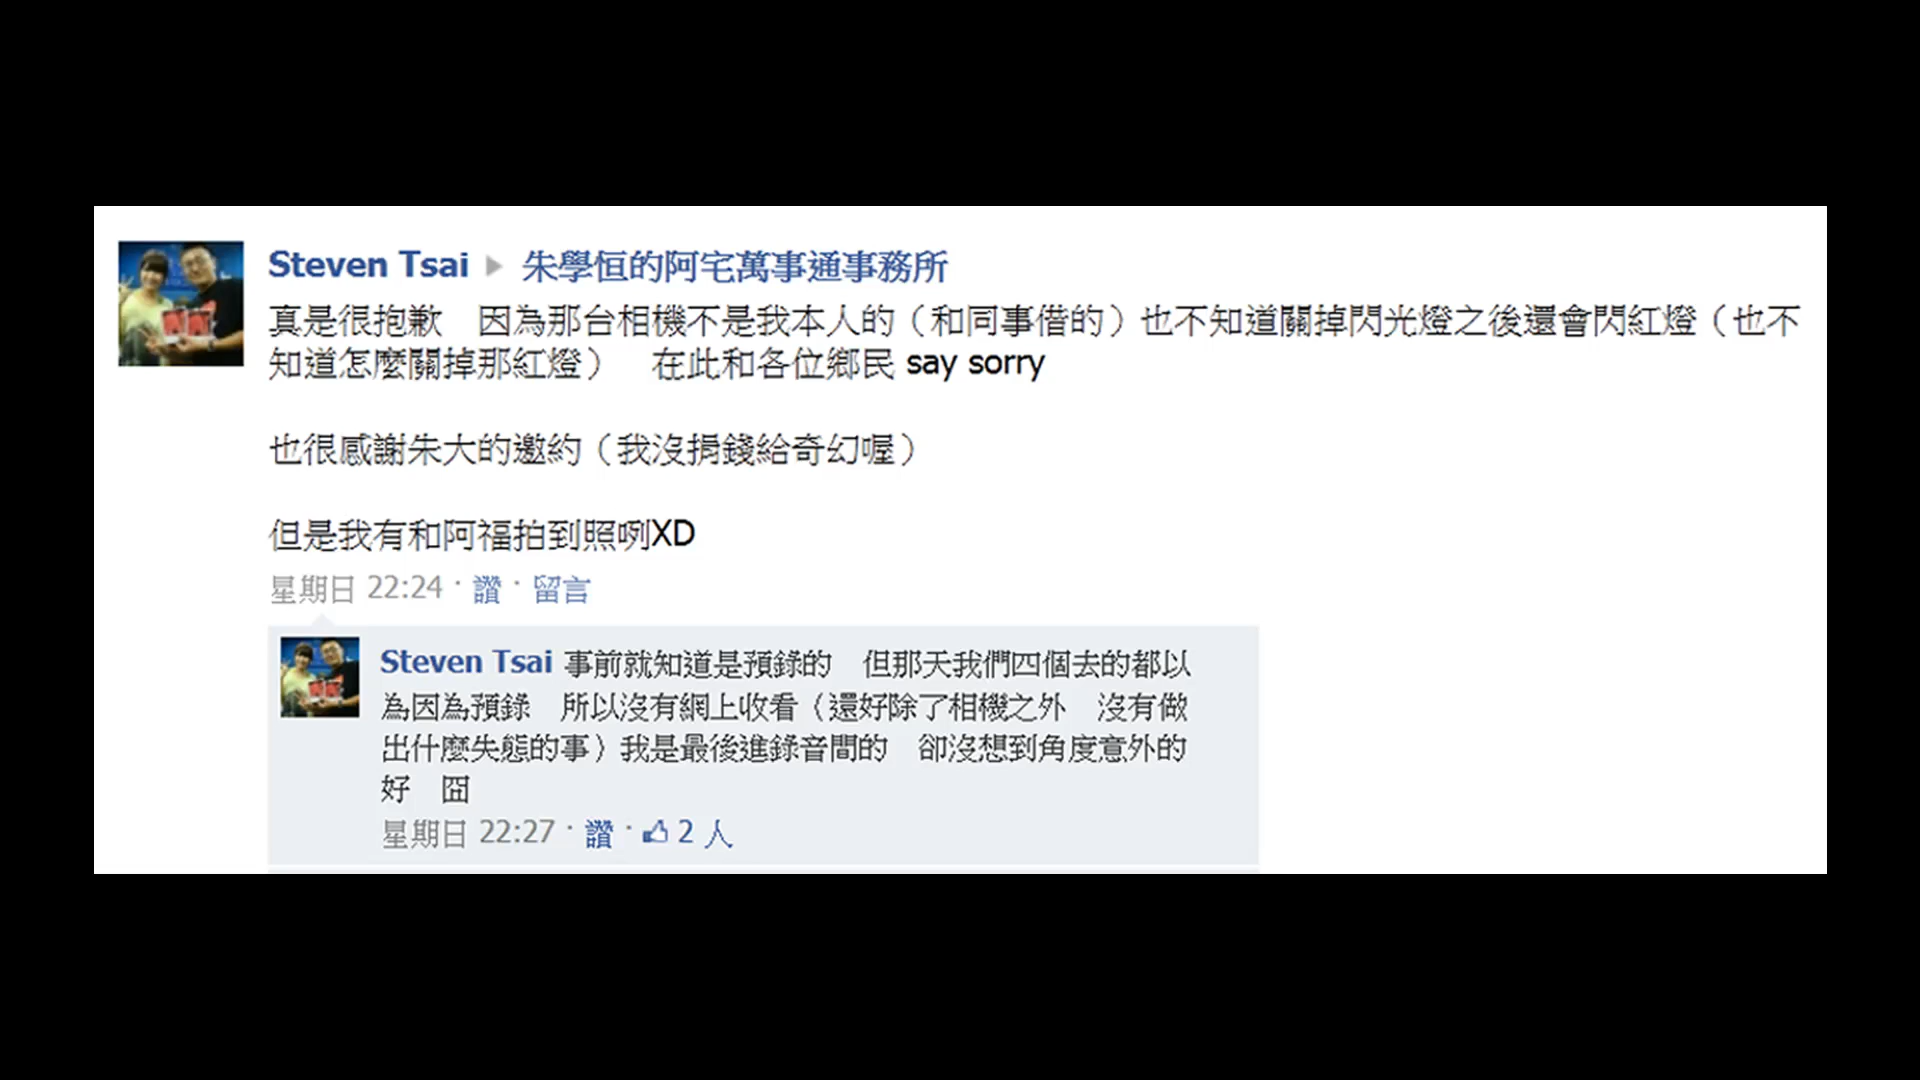 Steven Tsai ▶ 朱學恒的阿宅萬事通事務所
真是很抱歉　因為那台相機不是我本人的（和同事借的）也不知道關掉閃光燈之後還會閃紅燈（也不
知道怎麼關掉那紅燈）　在此和各位鄉民 say sorry
也很感謝朱大的邀約（我沒捐錢給奇幻喔）
但是我有和阿福拍到照咧XD
星期日 22:24 · 讚 · 留言
Steven Tsai 事前就知道是預錄的　但那天我們四個去的都以
為因為預錄　所以沒有網上收看（還好除了相機之外　沒有做
出什麼失態的事）我是最後進錄音間的　卻沒想到角度意外的
好　囧
星期日 22:27 · 讚 · 2 人